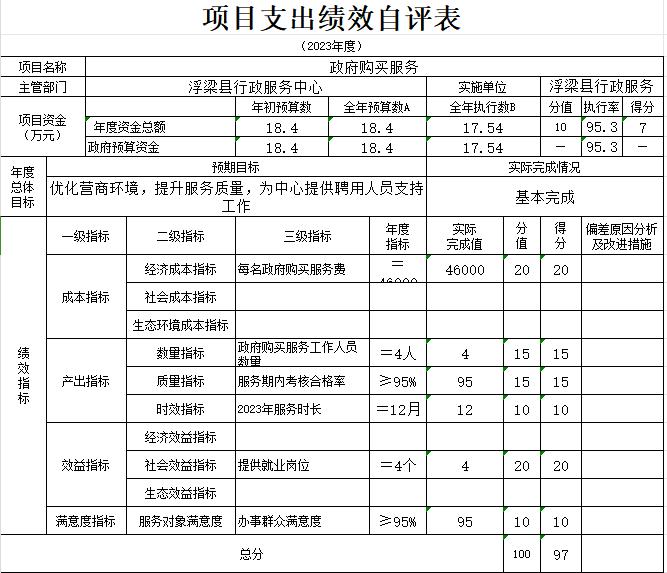 项目支出绩效自评表
（2023年度）
项目名称 政府购买服务
主管部门 浮梁县行政服务中心 实施单位 浮梁县行政服务
项目资金（万元） 年初预算数 全年预算数A 全年执行数B 分值 执行率 得分
年度资金总额 18.4 18.4 17.54 10 95.3 7
政府预算资金 18.4 18.4 17.54 － 95.3 －
年度总体目标 预期目标 实际完成情况
优化营商环境，提升服务质量，为中心提供聘用人员支持工作 基本完成
绩效指标 一级指标 二级指标 三级指标 年度指标 实际完成值 分值 得分 偏差原因分析及改进措施
成本指标 经济成本指标 每名政府购买服务费 ＝46000 46000 20 20
社会成本指标
生态环境成本指标
产出指标 数量指标 政府购买服务工作人员数量 ＝4人 4 15 15
质量指标 服务期内考核合格率 ≥95% 95 15 15
时效指标 2023年服务时长 ＝12月 12 10 10
效益指标 经济效益指标
社会效益指标 提供就业岗位 ＝4个 4 20 20
生态效益指标
满意度指标 服务对象满意度 办事群众满意度 ≥95% 95 10 10
总分 100 97